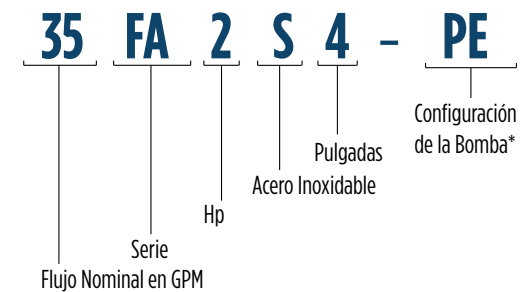 35 FA 2 S 4 - PE
Configuración
de la Bomba*
Pulgadas
Acero Inoxidable
Hp
Serie
Flujo Nominal en GPM